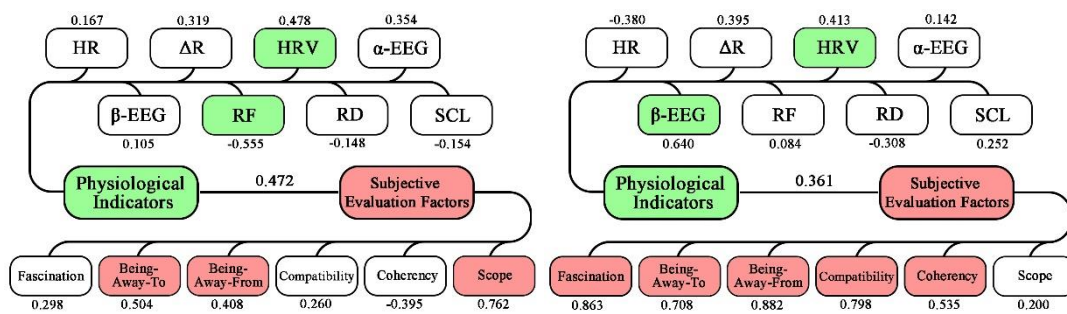 0.167 0.319 0.478 0.354
HR ΔR HRV α-EEG
β-EEG RF RD SCL
0.105 -0.555 -0.148 -0.154
Physiological
Indicators
0.472
Subjective
Evaluation Factors
Fascination
Being-
Away-To
Being-
Away-From
Compatibility
Coherency
Scope
0.298 0.504 0.408 0.260 -0.395 0.762
-0.380 0.395 0.413 0.142
HR ΔR HRV α-EEG
β-EEG RF RD SCL
0.640 0.084 -0.308 0.252
Physiological
Indicators
0.361
Subjective
Evaluation Factors
Fascination
Being-
Away-To
Being-
Away-From
Compatibility
Coherency
Scope
0.863 0.708 0.882 0.798 0.535 0.200